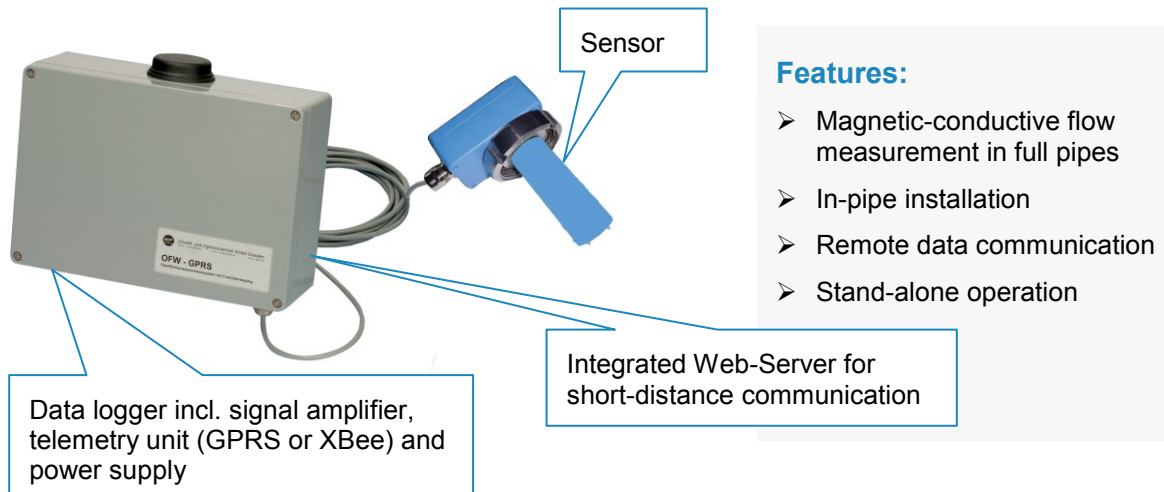 Sensor
Features:
➢ Magnetic-conductive flow
measurement in full pipes
➢ In-pipe installation
➢ Remote data communication
➢ Stand-alone operation
OFW - GPRS
Integrated Web-Server for
short-distance communication
Data logger incl. signal amplifier,
telemetry unit (GPRS or XBee) and
power supply